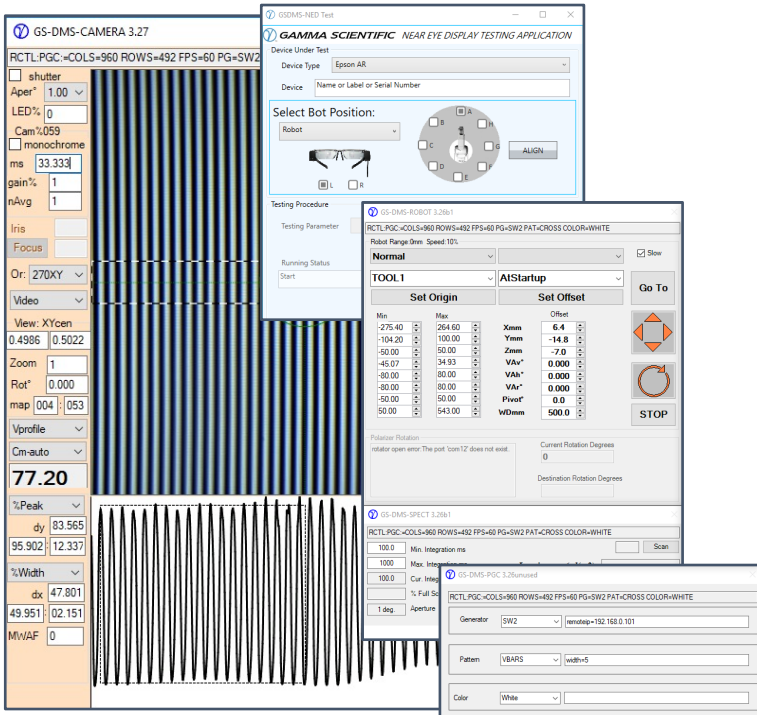 GS-DMS-CAMERA 3.27
RCTL:PGC:=COLS=960 ROWS=492 FPS=60 PG=SW2
shutter
Aper° 1.00
LED% 0
Cam%059
monochrome
ms 33.333
gain% 1
nAvg 1
Iris
Focus
Or: 270XY
Video
View: XYcen
0.4986 0.5022
Zoom 1
Rot° 0.000
map 004 : 053
Vprofile
Cm-auto
77.20
%Peak
dy 83.565
95.902 : 12.337
%Width
dx 47.801
49.951 : 02.151
MWAF 0
GSDMS-NED Test
GAMMA SCIENTIFIC NEAR EYE DISPLAY TESTING APPLICATION
Device Under Test
Device Type Epson AR
Device Name or Label or Serial Number
Select Bot Position:
Robot
L R
A
B H
C G
D F
E
ALIGN
Testing Procedure
Testing Parameter
Running Status
Start
GS-DMS-ROBOT 3.26b1
RCTL:PGC:=COLS=960 ROWS=492 FPS=60 PG=SW2 PAT=CROSS COLOR=WHITE
Robot Range:0mm Speed:10%
Normal Slow
TOOL1 AtStartup Go To
Set Origin Set Offset
Min Max Offset
-275.40 264.60 Xmm 6.4
-104.20 100.00 Ymm -14.8
-50.00 50.00 Zmm -7.0
-45.07 34.93 VAv° 0.000
-80.00 80.00 VAh° 0.000
-80.00 80.00 VAr° 0.000
-50.00 50.00 Pivot° 0.0
50.00 543.00 WDmm 500.0
STOP
Polarizer Rotation
rotator open error:The port 'com12' does not exist.
Current Rotation Degrees
0
Destination Rotation Degrees
GS-DMS-SPECT 3.26b1
RCTL:PGC:=COLS=960 ROWS=492 FPS=60 PG=SW2 PAT=CROSS COLOR=WHITE
100.0 Min. Integration ms Scan
1000 Max.
100.0 Cur.
% Full
1 deg. Aperture
GS-DMS-PGC 3.26unused
RCTL:PGC:=COLS=960 ROWS=492 FPS=60 PG=SW2 PAT=CROSS COLOR=WHITE
Generator SW2 remoteip=192.168.0.101
Pattern VBARS width=5
Color White